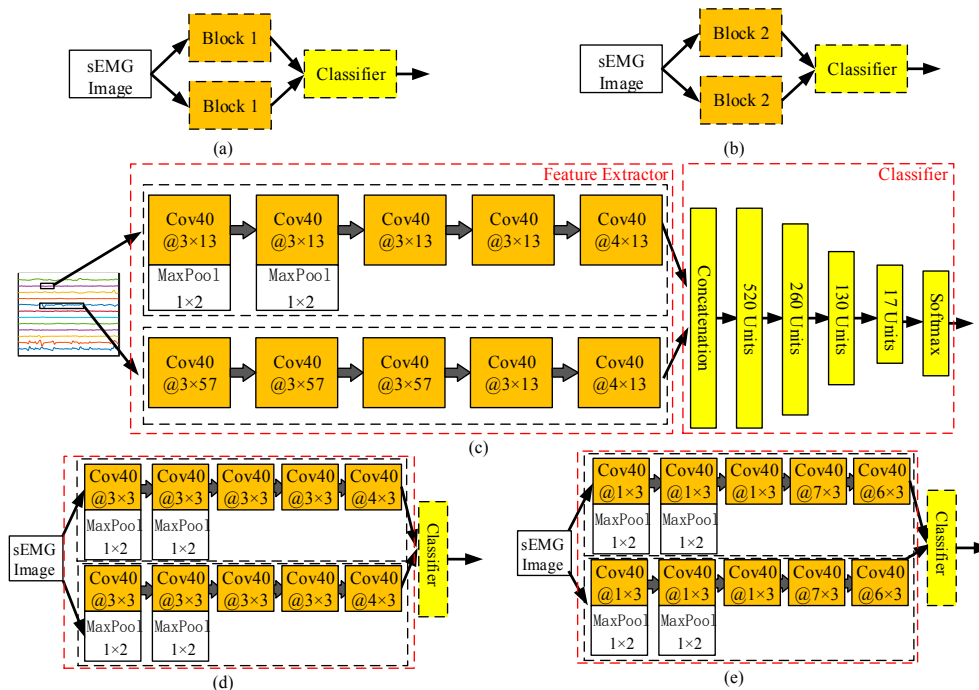 Block 1
sEMG
Image
Classifier
Block 1
(a)
Block 2
sEMG
Image
Classifier
Block 2
(b)
Feature Extractor
Classifier
Cov40
@3×13
MaxPool
1×2
Cov40
@3×13
MaxPool
1×2
Cov40
@3×13
Cov40
@3×13
Cov40
@4×13
Cov40
@3×57
Cov40
@3×57
Cov40
@3×57
Cov40
@3×13
Cov40
@4×13
Concatenation
520 Units
260 Units
130 Units
17 Units
Softmax
(c)
sEMG
Image
Cov40
@3×3
MaxPool
1×2
Cov40
@3×3
MaxPool
1×2
Cov40
@3×3
Cov40
@3×3
Cov40
@4×3
Cov40
@3×3
MaxPool
1×2
Cov40
@3×3
MaxPool
1×2
Cov40
@3×3
Cov40
@3×3
Cov40
@4×3
Classifier
(d)
sEMG
Image
Cov40
@1×3
MaxPool
1×2
Cov40
@1×3
MaxPool
1×2
Cov40
@1×3
Cov40
@7×3
Cov40
@6×3
Cov40
@1×3
MaxPool
1×2
Cov40
@1×3
MaxPool
1×2
Cov40
@1×3
Cov40
@7×3
Cov40
@6×3
Classifier
(e)